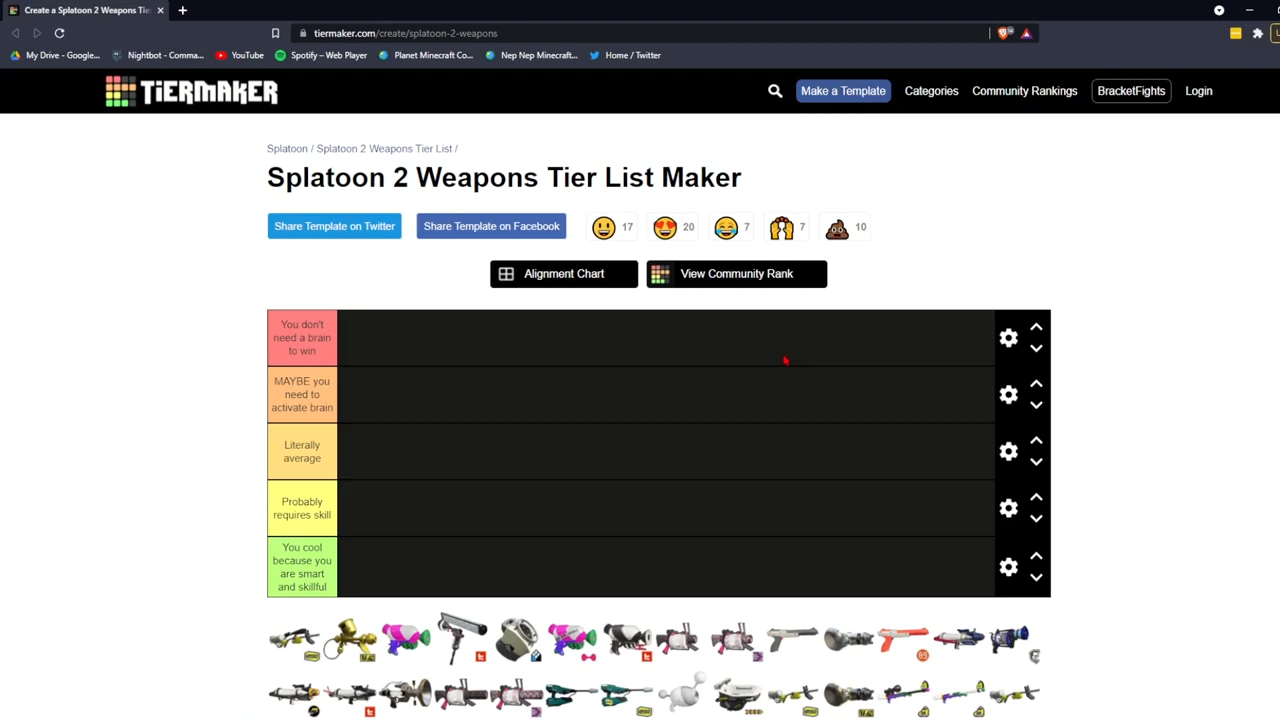 Create a Splatoon 2 Weapons Tie
tiermaker.com/create/splatoon-2-weapons
My Drive - Google...
Nightbot - Comma...
YouTube
Spotify – Web Player
Planet Minecraft Co...
Nep Nep Minecraft...
Home / Twitter
TiERMAKER
Make a Template
Categories
Community Rankings
BracketFights
Login
Splatoon / Splatoon 2 Weapons Tier List /
Splatoon 2 Weapons Tier List Maker
Share Template on Twitter
Share Template on Facebook
17
20
7
7
10
Alignment Chart
View Community Rank
You don't
need a brain
to win
MAYBE you
need to
activate brain
Literally
average
Probably
requires skill
You cool
because you
are smart
and skillful